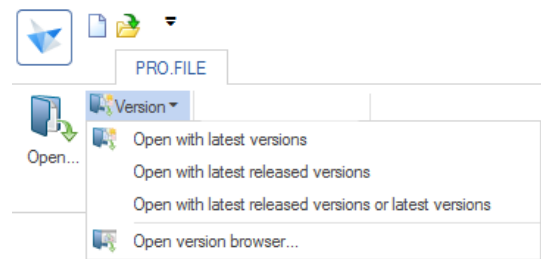 PRO.FILE
Version
Open...
Open with latest versions
Open with latest released versions
Open with latest released versions or latest versions
Open version browser...